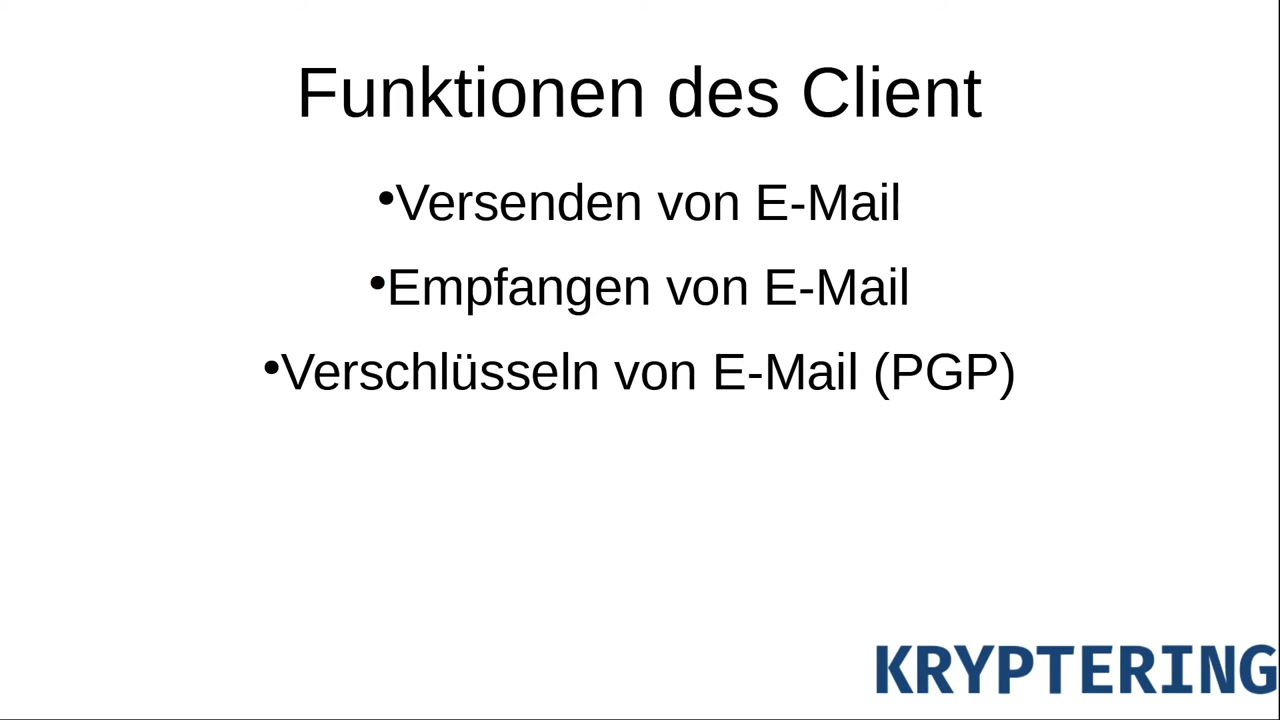 Funktionen des Client
•Versenden von E-Mail
•Empfangen von E-Mail
•Verschlüsseln von E-Mail (PGP)
KRYPTERING